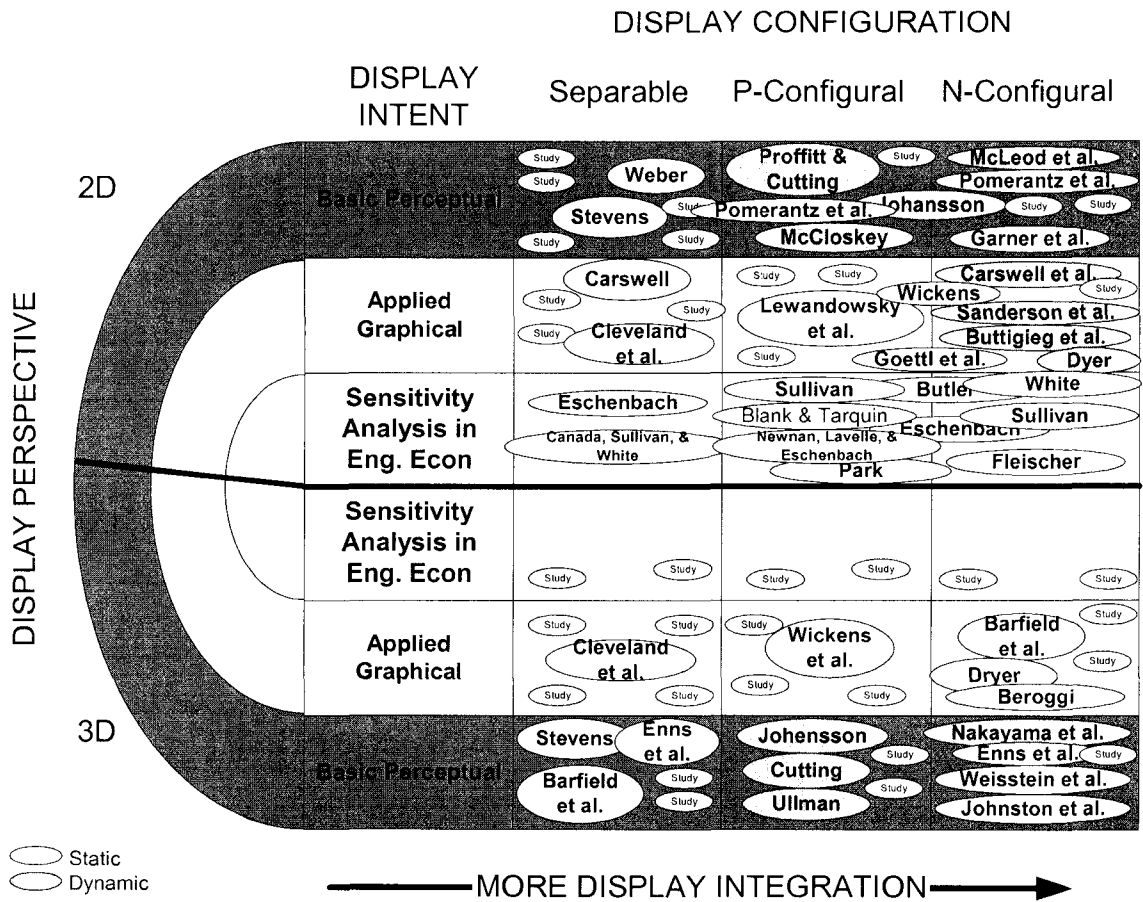 DISPLAY CONFIGURATION
DISPLAY
INTENT
Separable
P-Configural
N-Configural
DISPLAY PERSPECTIVE
2D
Basic Perceptual
Study
Study
Weber
Stevens
Study
Study
Study
Proffitt &
Cutting
Study
Pomerantz et al.
Johansson
McCloskey
McLeod et al.
Pomerantz et al.
Study
Study
Garner et al.
Applied
Graphical
Carswell
Study
Study
Study
Cleveland
et al.
Study
Study
Lewandowsky
et al.
Wickens
Study
Goettl et al.
Carswell et al.
Study
Sanderson et al.
Buttigieg et al.
Dyer
Sensitivity
Analysis in
Eng. Econ
Eschenbach
Canada, Sullivan, &
White
Sullivan
Butler
Blank & Tarquin
Newnan, Lavelle, &
Eschenbach
Park
White
Sullivan
Eschenbach
Fleischer
Sensitivity
Analysis in
Eng. Econ
Study
Study
Study
Study
Study
Study
Applied
Graphical
Study
Study
Cleveland
et al.
Study
Study
Study
Wickens
et al.
Study
Study
Barfield
et al.
Study
Study
Dryer
Beroggi
3D
Basic Perceptual
Stevens
Enns
et al.
Barfield
et al.
Study
Study
Johensson
Study
Cutting
Study
Ullman
Nakayama et al.
Enns et al.
Study
Weisstein et al.
Johnston et al.
Static
Dynamic
MORE DISPLAY INTEGRATION